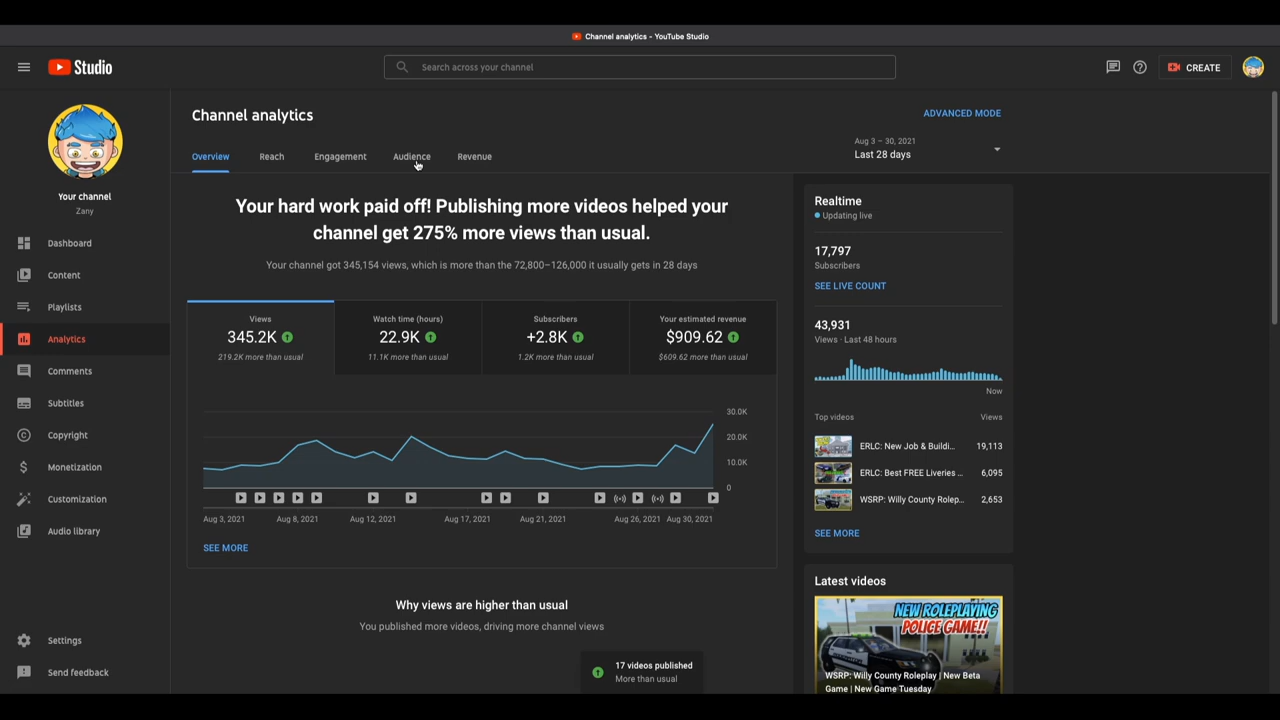 Channel analytics - YouTube Studio
Studio
Search across your channel
CREATE
Your channel
Zany
Dashboard
Content
Playlists
Analytics
Comments
Subtitles
Copyright
Monetization
Customization
Audio library
Settings
Send feedback
Channel analytics
ADVANCED MODE
Overview
Reach
Engagement
Audience
Revenue
Aug 3 – 30, 2021
Last 28 days
Your hard work paid off! Publishing more videos helped your
channel get 275% more views than usual.
Your channel got 345,154 views, which is more than the 72,800–126,000 it usually gets in 28 days
Views
345.2K
219.2K more than usual
Watch time (hours)
22.9K
11.1K more than usual
Subscribers
+2.8K
1.2K more than usual
Your estimated revenue
$909.62
$609.62 more than usual
30.0K
20.0K
10.0K
0
Aug 3, 2021
Aug 8, 2021
Aug 12, 2021
Aug 17, 2021
Aug 21, 2021
Aug 26, 2021
Aug 30, 2021
SEE MORE
Why views are higher than usual
You published more videos, driving more channel views
17 videos published
More than usual
Realtime
Updating live
17,797
Subscribers
SEE LIVE COUNT
43,931
Views · Last 48 hours
Now
Top videos
Views
ERLC: New Job & Buildi...
19,113
ERLC: Best FREE Liveries ...
6,095
WSRP: Willy County Rolep...
2,653
SEE MORE
Latest videos
NEW ROLEPLAYING
POLICE GAME!!
WSRP: Willy County Roleplay | New Beta
Game | New Game Tuesday